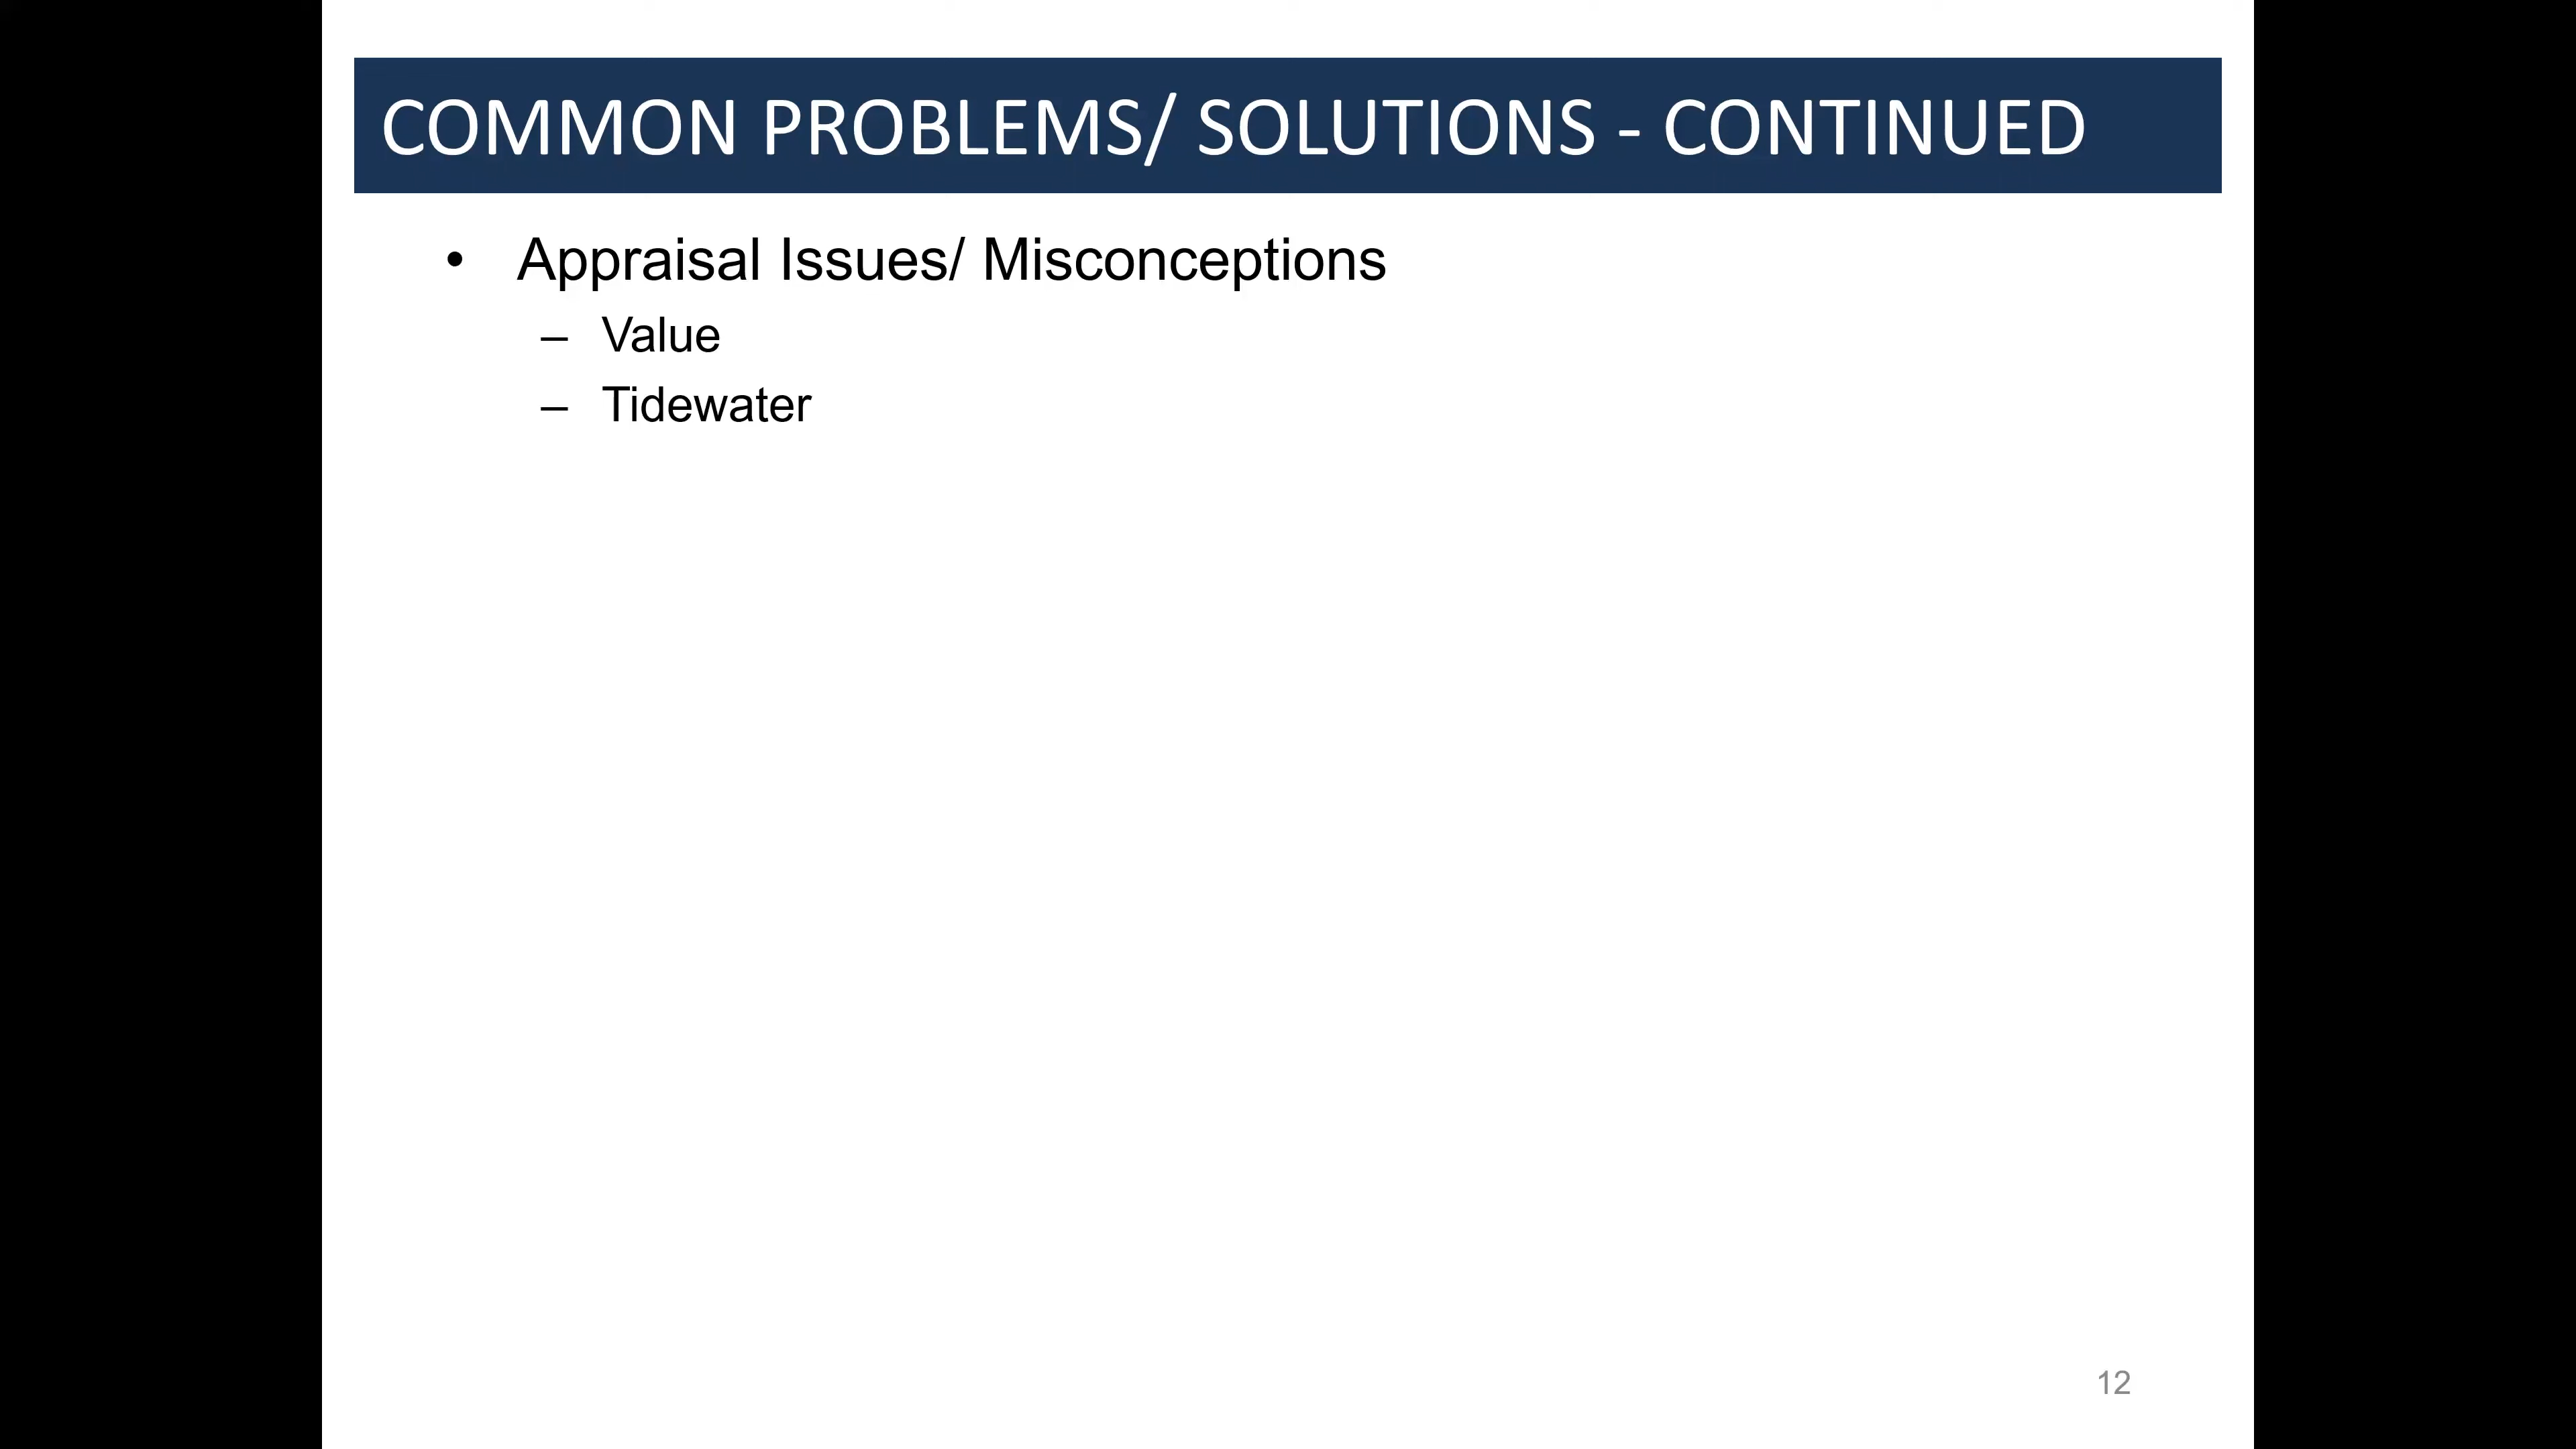 COMMON PROBLEMS/ SOLUTIONS - CONTINUED
• Appraisal Issues/ Misconceptions
– Value
– Tidewater
12